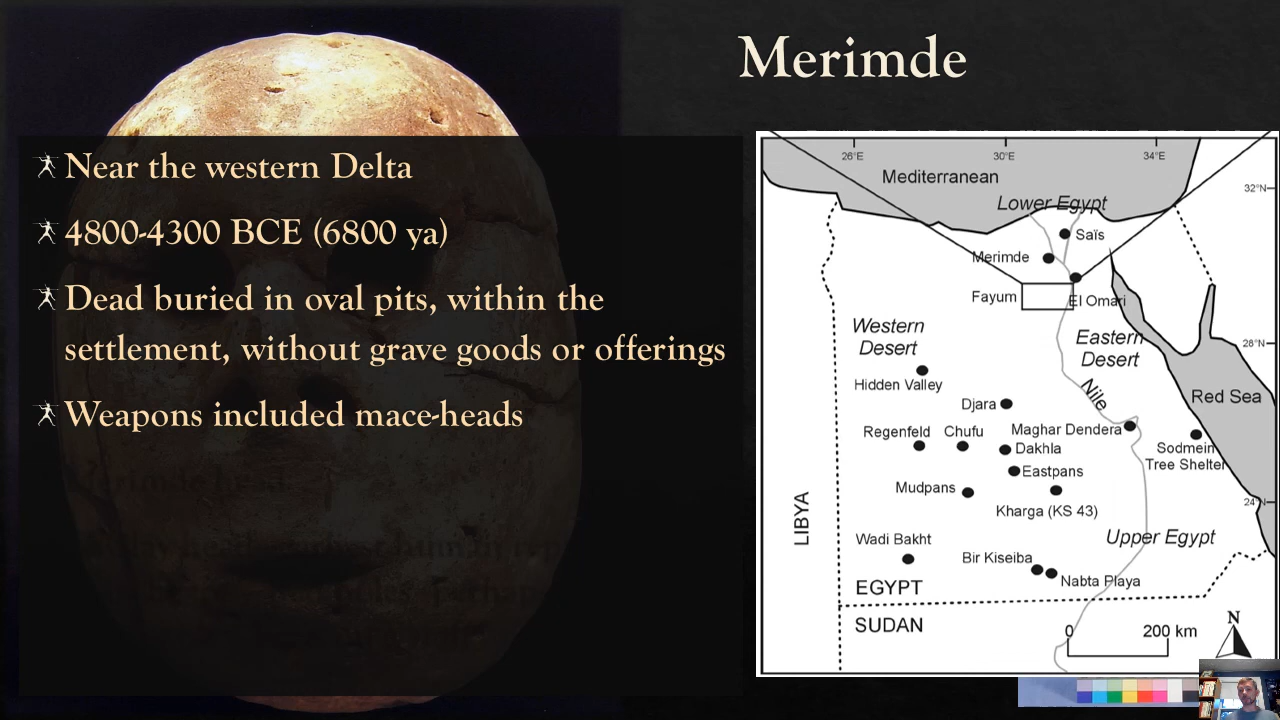 Merimde
Near the western Delta
4800-4300 BCE (6800 ya)
Dead buried in oval pits, within the
settlement, without grave goods or offerings
Weapons included mace-heads
26°E
30°E
34°E
32°N
Mediterranean
Lower Egypt
Saïs
Merimde
Fayum
El Omari
Western
Desert
Eastern
Desert
28°N
Hidden Valley
Nile
Red Sea
Djara
Regenfeld
Chufu
Maghar Dendera
Dakhla
Sodmein
Tree Shelter
Eastpans
Mudpans
24°N
Kharga (KS 43)
LIBYA
Wadi Bakht
Upper Egypt
Bir Kiseiba
Nabta Playa
EGYPT
SUDAN
0
200 km
N